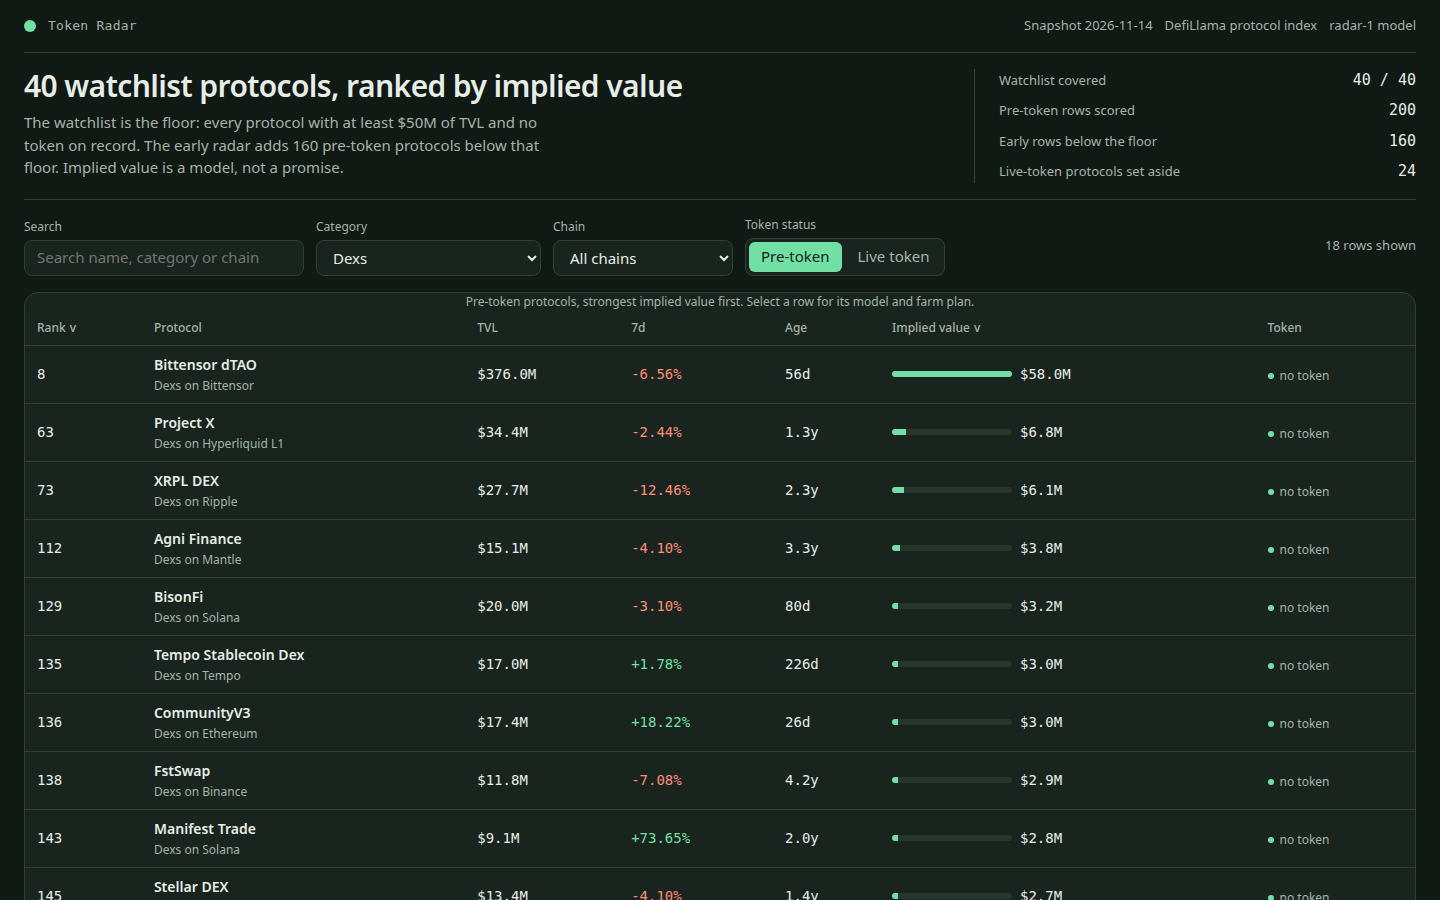 Token Radar
Snapshot 2026-11-14 DefiLlama protocol index radar-1 model
40 watchlist protocols, ranked by implied value
The watchlist is the floor: every protocol with at least $50M of TVL and no
token on record. The early radar adds 160 pre-token protocols below that
floor. Implied value is a model, not a promise.
Watchlist covered 40 / 40
Pre-token rows scored 200
Early rows below the floor 160
Live-token protocols set aside 24
Search Category Chain Token status
Search name, category or chain Dexs All chains Pre-token Live token
18 rows shown
Pre-token protocols, strongest implied value first. Select a row for its model and farm plan.
Rank v Protocol TVL 7d Age Implied value v Token
8 Bittensor dTAO $376.0M -6.56% 56d $58.0M no token
Dexs on Bittensor
63 Project X $34.4M -2.44% 1.3y $6.8M no token
Dexs on Hyperliquid L1
73 XRPL DEX $27.7M -12.46% 2.3y $6.1M no token
Dexs on Ripple
112 Agni Finance $15.1M -4.10% 3.3y $3.8M no token
Dexs on Mantle
129 BisonFi $20.0M -3.10% 80d $3.2M no token
Dexs on Solana
135 Tempo Stablecoin Dex $17.0M +1.78% 226d $3.0M no token
Dexs on Tempo
136 CommunityV3 $17.4M +18.22% 26d $3.0M no token
Dexs on Ethereum
138 FstSwap $11.8M -7.08% 4.2y $2.9M no token
Dexs on Binance
143 Manifest Trade $9.1M +73.65% 2.0y $2.8M no token
Dexs on Solana
145 Stellar DEX $13.4M -4.10% 1.4y $2.7M no token